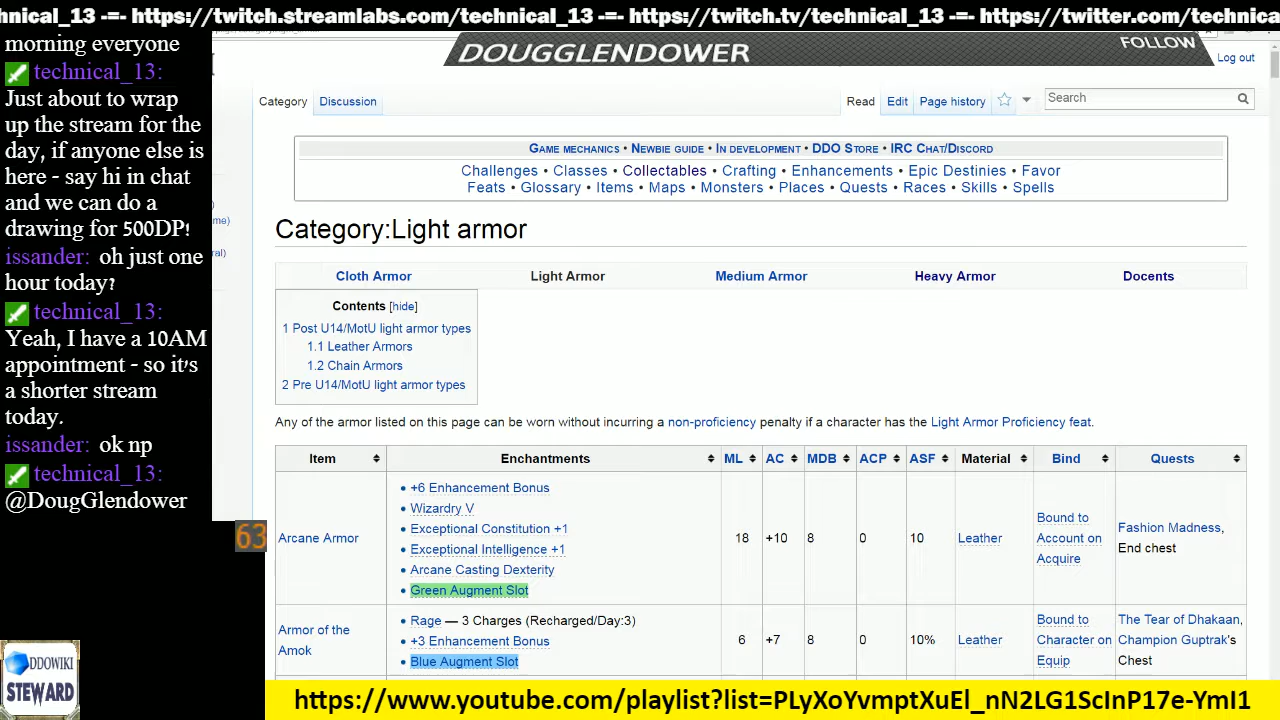 nnical_13 -=- https://twitch.streamlabs.com/technical_13 -=- https://twitch.tv/technical_13 -=- https://twitter.com/technica
morning everyone
technical_13:
Just about to wrap
up the stream for the
day, if anyone else is
here - say hi in chat
and we can do a
drawing for 500DP!
issander: oh just one
hour today?
technical_13:
Yeah, I have a 10AM
appointment - so it's
a shorter stream
today.
issander: ok np
technical_13:
@DougGlendower
DOUGGLENDOWER
FOLLOW
Log out
Category
Discussion
Read
Edit
Page history
Search
me)
ral)
Game mechanics • Newbie guide • In development • DDO Store • IRC Chat/Discord
Challenges • Classes • Collectables • Crafting • Enhancements • Epic Destinies • Favor
Feats • Glossary • Items • Maps • Monsters • Places • Quests • Races • Skills • Spells
Category:Light armor
Cloth Armor Light Armor Medium Armor Heavy Armor Docents
Contents [hide]
1 Post U14/MotU light armor types
1.1 Leather Armors
1.2 Chain Armors
2 Pre U14/MotU light armor types
Any of the armor listed on this page can be worn without incurring a non-proficiency penalty if a character has the Light Armor Proficiency feat.
Item Enchantments ML AC MDB ACP ASF Material Bind Quests
Arcane Armor
• +6 Enhancement Bonus
• Wizardry V
• Exceptional Constitution +1
• Exceptional Intelligence +1
• Arcane Casting Dexterity
• Green Augment Slot
18 +10 8 0 10 Leather
Bound to
Account on
Acquire
Fashion Madness,
End chest
Armor of the
Amok
• Rage — 3 Charges (Recharged/Day:3)
• +3 Enhancement Bonus
• Blue Augment Slot
6 +7 8 0 10% Leather
Bound to
Character on
Equip
The Tear of Dhakaan,
Champion Guptrak's
Chest
63
DDOWIKI
STEWARD
https://www.youtube.com/playlist?list=PLyXoYvmptXuEl_nN2LG1ScInP17e-YmI1